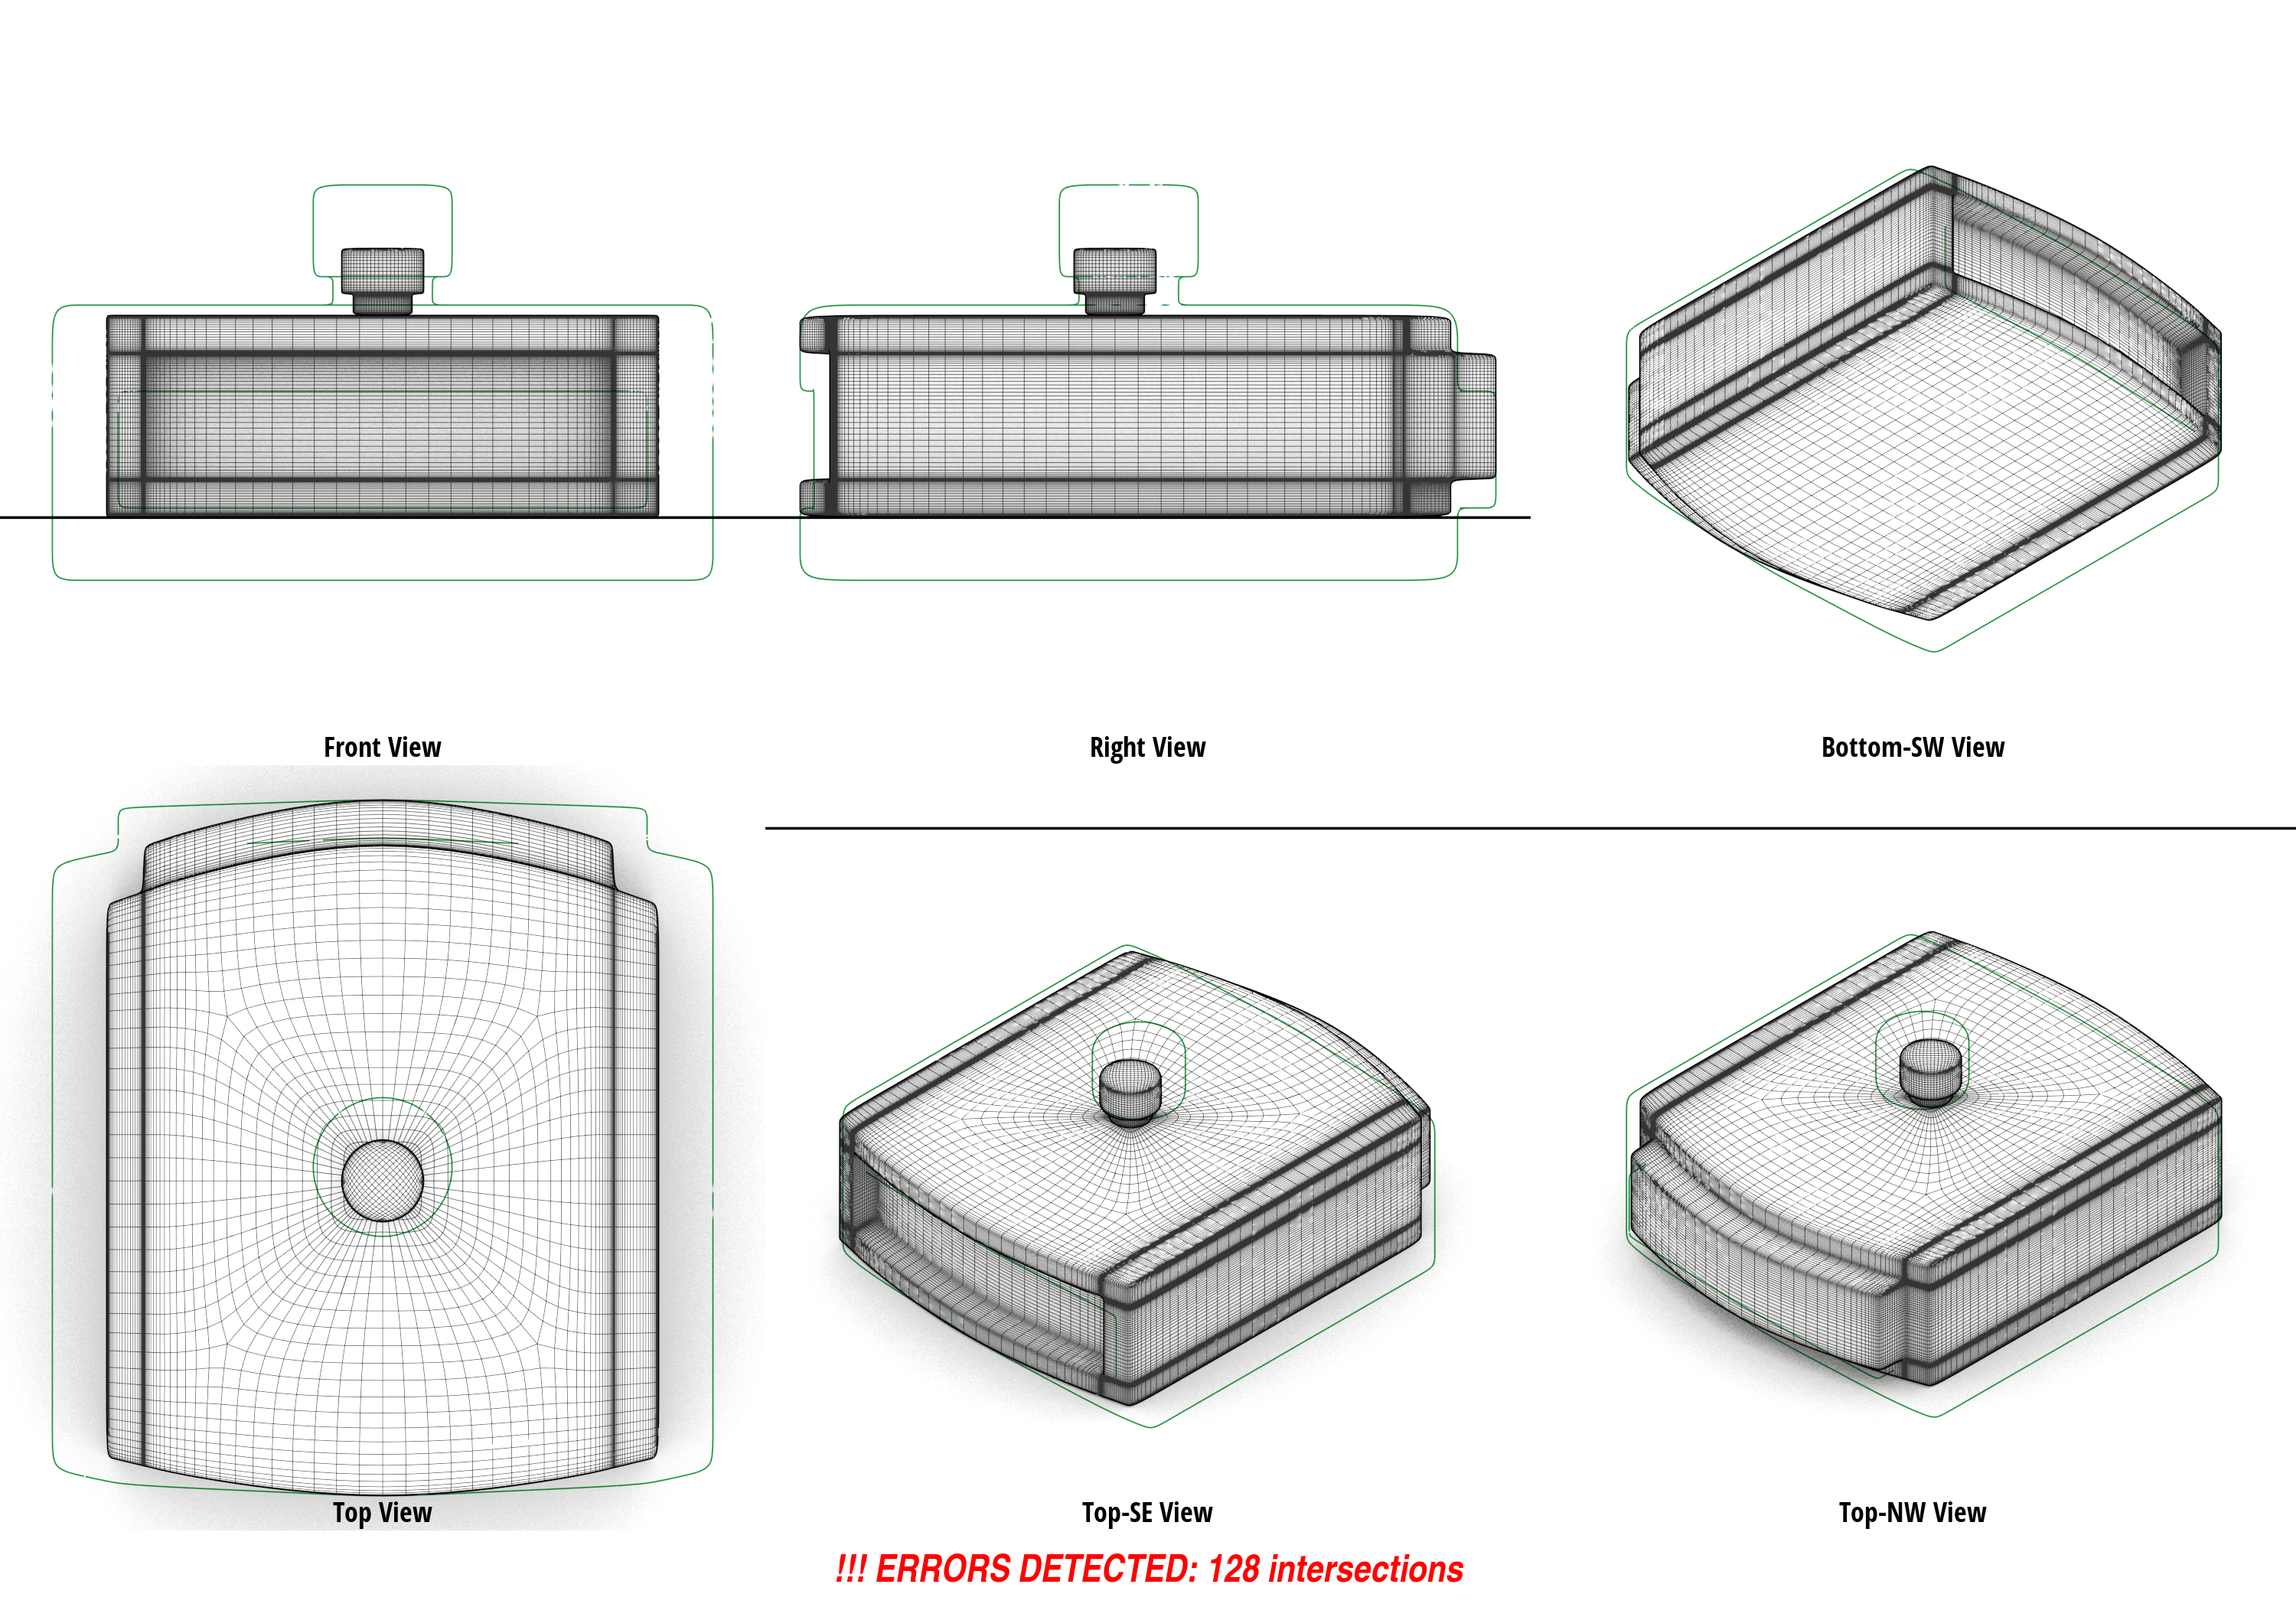 Front View
Right View
Bottom-SW View
Top View
Top-SE View
Top-NW View
!!! ERRORS DETECTED: 128 intersections